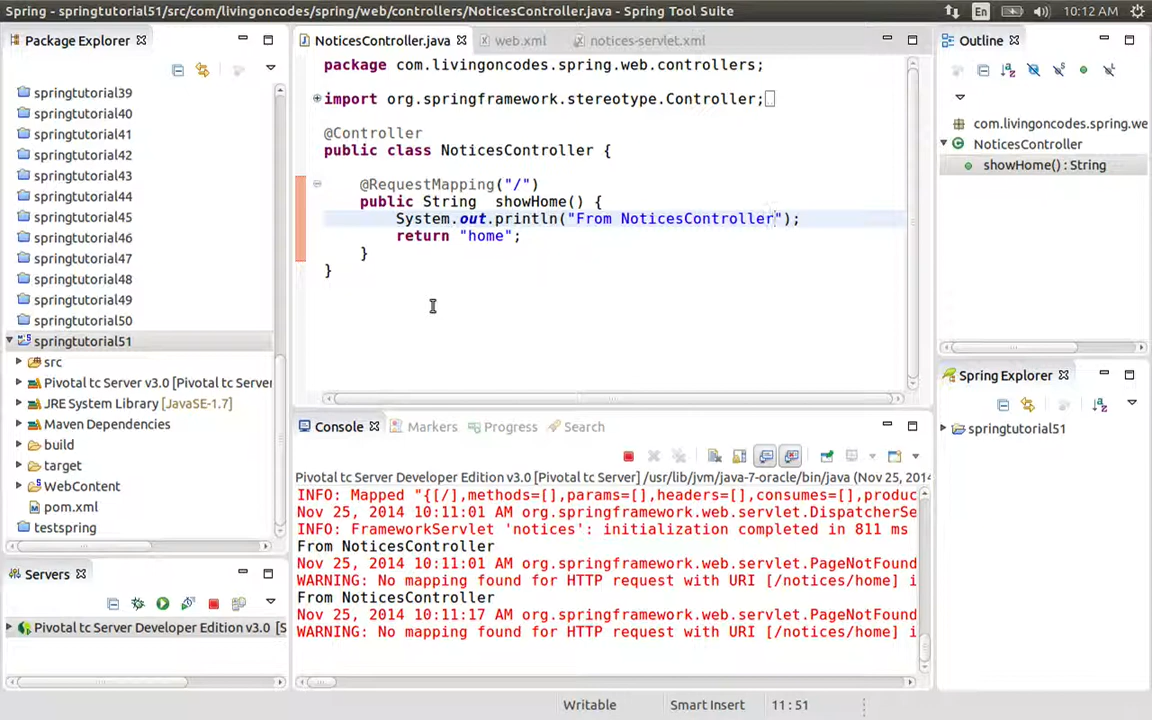 Spring - springtutorial51/src/com/livingoncodes/spring/web/controllers/NoticesController.java - Spring Tool Suite
En
10:12 AM
Package Explorer
springtutorial39
springtutorial40
springtutorial41
springtutorial42
springtutorial43
springtutorial44
springtutorial45
springtutorial46
springtutorial47
springtutorial48
springtutorial49
springtutorial50
springtutorial51
src
Pivotal tc Server v3.0 [Pivotal tc Server
JRE System Library [JavaSE-1.7]
Maven Dependencies
build
target
WebContent
pom.xml
testspring
Servers
Pivotal tc Server Developer Edition v3.0 [S
NoticesController.java
web.xml
notices-servlet.xml
package com.livingoncodes.spring.web.controllers;
import org.springframework.stereotype.Controller;
@Controller
public class NoticesController {
@RequestMapping("/")
public String  showHome() {
System.out.println("From NoticesController");
return "home";
}
}
Console
Markers
Progress
Search
Pivotal tc Server Developer Edition v3.0 [Pivotal tc Server] /usr/lib/jvm/java-7-oracle/bin/java (Nov 25, 2014
INFO: Mapped "{[/],methods=[],params=[],headers=[],consumes=[],produc
Nov 25, 2014 10:11:01 AM org.springframework.web.servlet.DispatcherSe
INFO: FrameworkServlet 'notices': initialization completed in 811 ms
From NoticesController
Nov 25, 2014 10:11:01 AM org.springframework.web.servlet.PageNotFound
WARNING: No mapping found for HTTP request with URI [/notices/home] i
From NoticesController
Nov 25, 2014 10:11:17 AM org.springframework.web.servlet.PageNotFound
WARNING: No mapping found for HTTP request with URI [/notices/home] i
Outline
com.livingoncodes.spring.we
NoticesController
showHome() : String
Spring Explorer
springtutorial51
Writable
Smart Insert
11 : 51